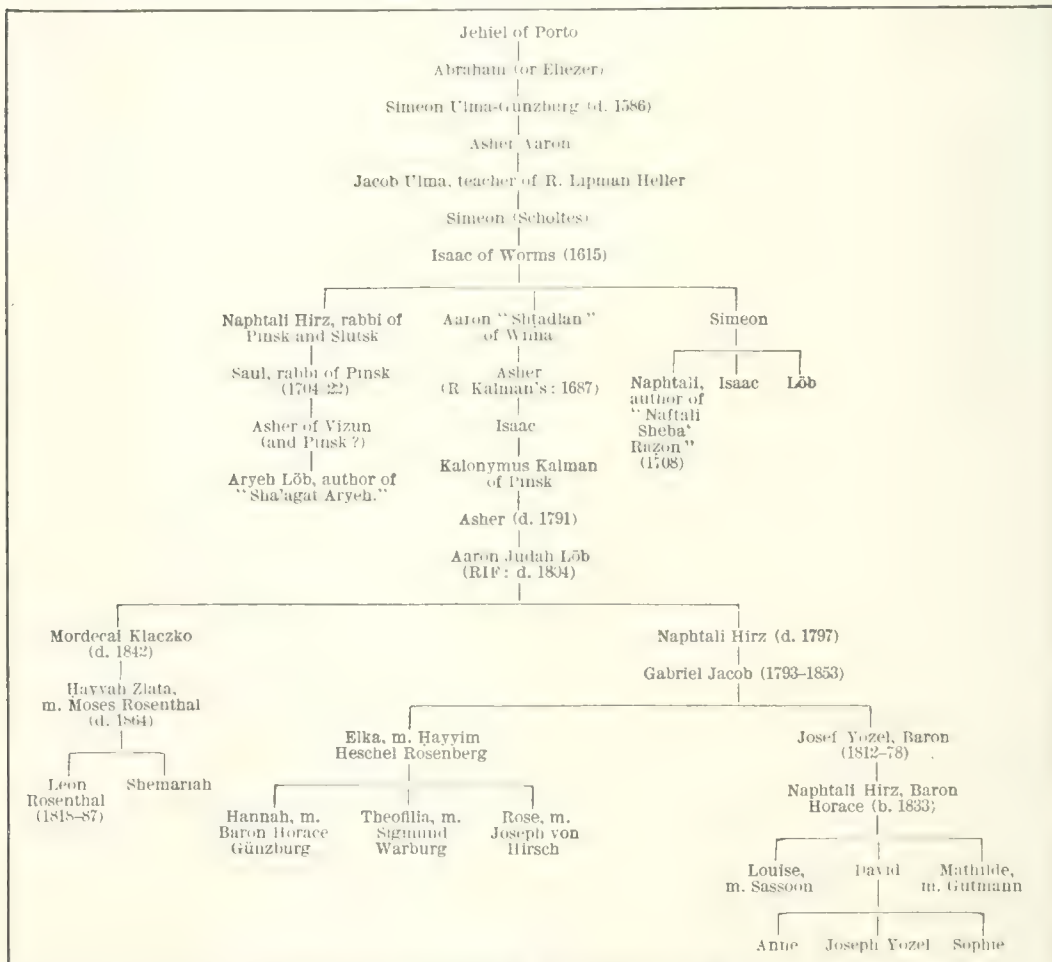 Jehiel of Porto
Abraham (or Eliezer)
Simeon Ulma-Günzburg (d. 1586)
Asher Aaron
Jacob Ulma, teacher of R. Lipman Heller
Simeon (Scholtes)
Isaac of Worms (1615)
Naphtali Hirz, rabbi of
Pinsk and Slutsk
Saul, rabbi of Pinsk
(1704-22)
Asher of Vizun
(and Pinsk?)
Aryeh Löb, author of
"Sha'agat Aryeh."
Aaron "Shtadlan"
of Wilna
Asher
(R Kalman's: 1687)
Isaac
Kalonymus Kalman
of Pinsk
Asher (d. 1791)
Aaron Judah Löb
(RIF: d. 1804)
Simeon
Naphtali,
author of
"Naftali
Sheba'
Raẓon"
(1708)
Isaac
Löb
Mordecai Klaczko
(d. 1842)
Ḥayyah Zlata,
m. Moses Rosenthal
(d. 1864)
Leon
Rosenthal
(1818-87)
Shemariah
Naphtali Hirz (d. 1797)
Gabriel Jacob (1793-1853)
Elka, m. Ḥayyim
Heschel Rosenberg
Hannah, m.
Baron Horace
Günzburg
Theofilia, m.
Sigmund
Warburg
Rose, m.
Joseph von
Hirsch
Josef Yozel, Baron
(1812-78)
Naphtali Hirz, Baron
Horace (b. 1833)
Louise,
m. Sassoon
David
Mathilde,
m. Gutmann
Anne
Joseph Yozel
Sophie